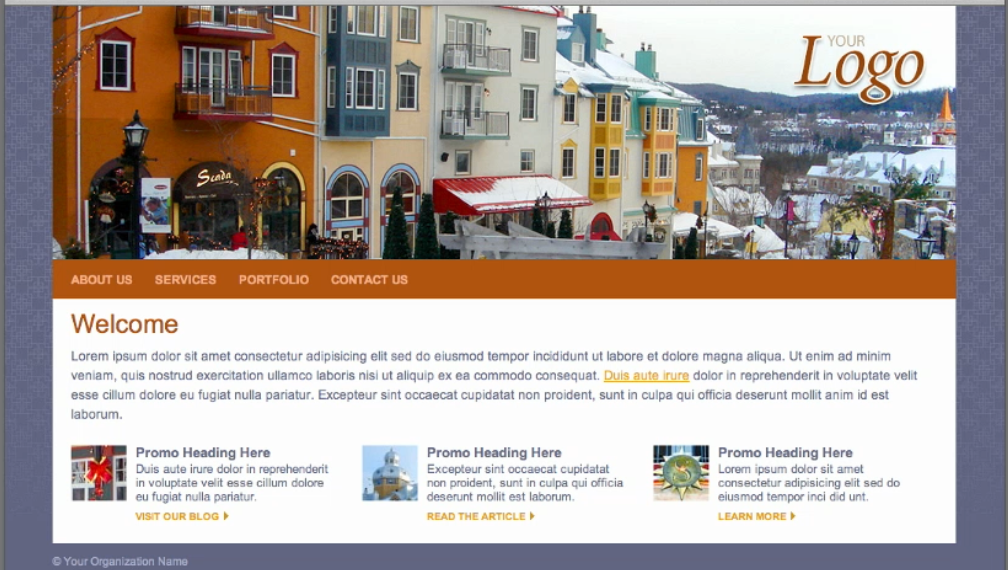 YOUR
Logo
Scada
ABOUT US SERVICES PORTFOLIO CONTACT US
Welcome
Lorem ipsum dolor sit amet consectetur adipisicing elit sed do eiusmod tempor incididunt ut labore et dolore magna aliqua. Ut enim ad minim
veniam, quis nostrud exercitation ullamco laboris nisi ut aliquip ex ea commodo consequat. Duis aute irure dolor in reprehenderit in voluptate velit
esse cillum dolore eu fugiat nulla pariatur. Excepteur sint occaecat cupidatat non proident, sunt in culpa qui officia deserunt mollit anim id est
laborum.
Promo Heading Here
Duis aute irure dolor in reprehenderit
in voluptate velit esse cillum dolore
eu fugiat nulla pariatur.
VISIT OUR BLOG
Promo Heading Here
Excepteur sint occaecat cupidatat
non proident, sunt in culpa qui officia
deserunt mollit est laborum.
READ THE ARTICLE
Promo Heading Here
Lorem ipsum dolor sit amet
consectetur adipisicing elit sed do
eiusmod tempor inci did unt.
LEARN MORE
© Your Organization Name